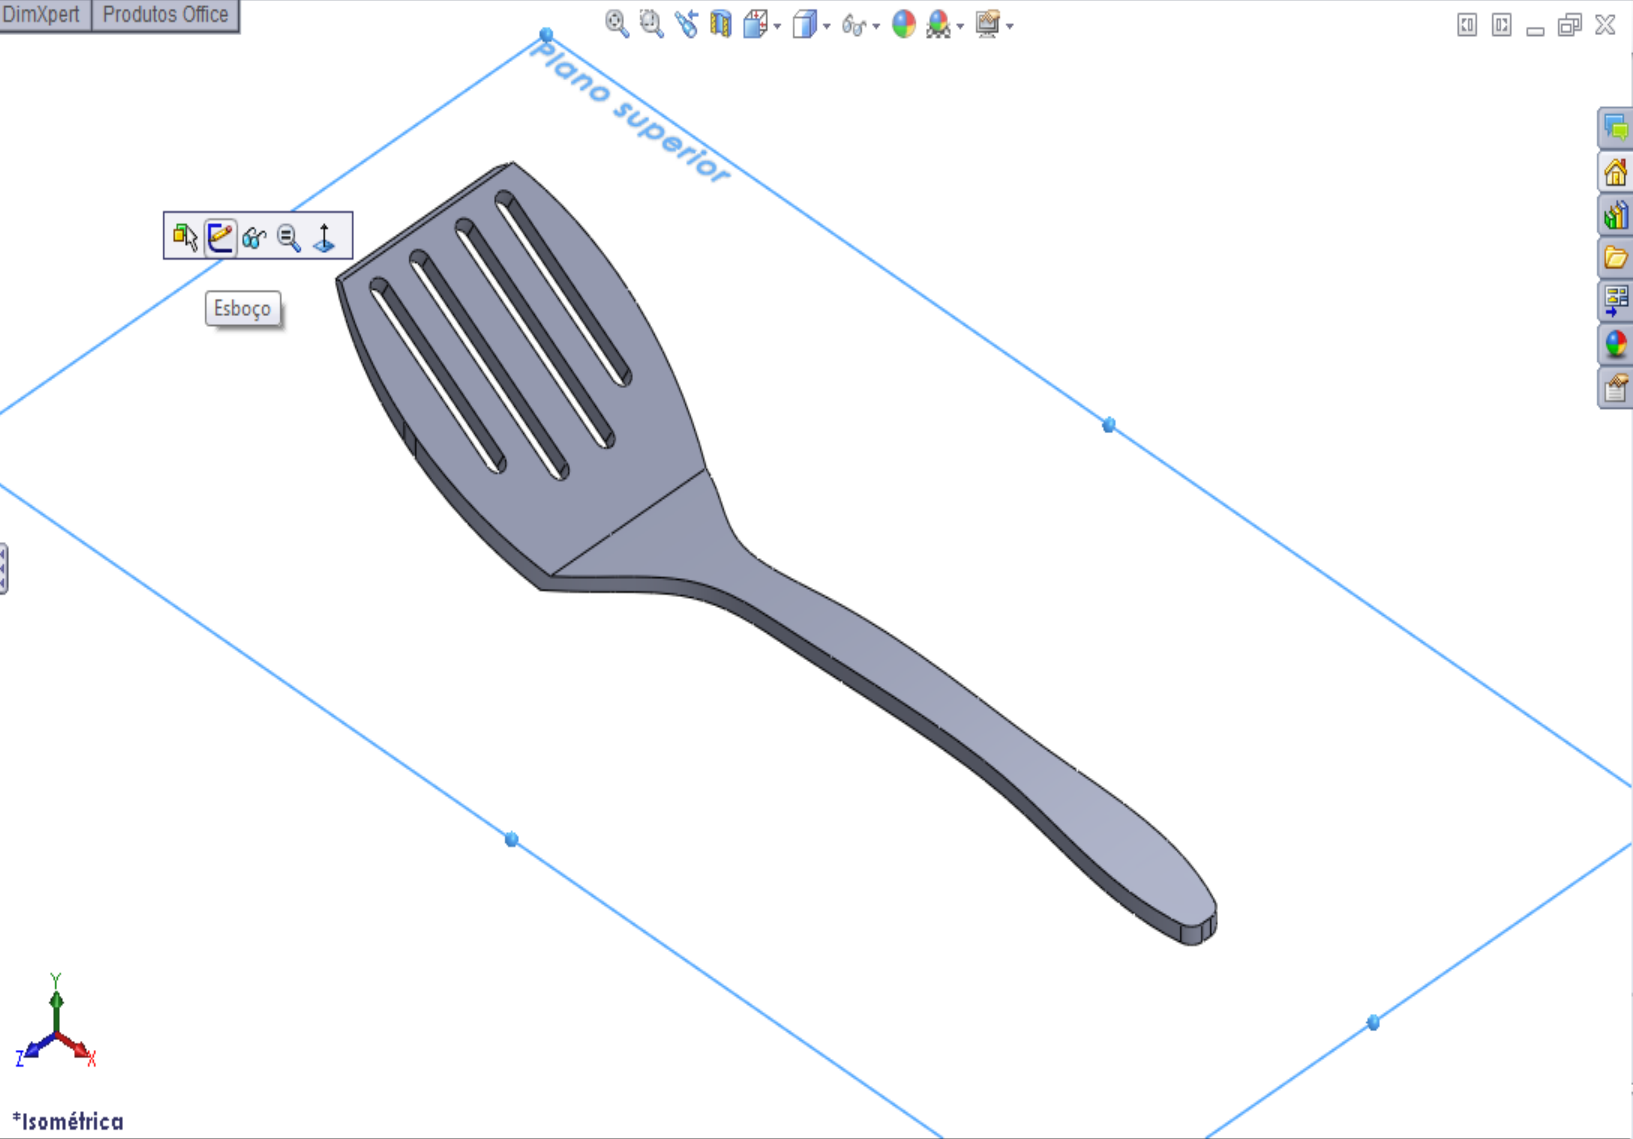 DimXpert
Produtos Office
Plano superior
Esboço
Y
Z
X
*Isométrica